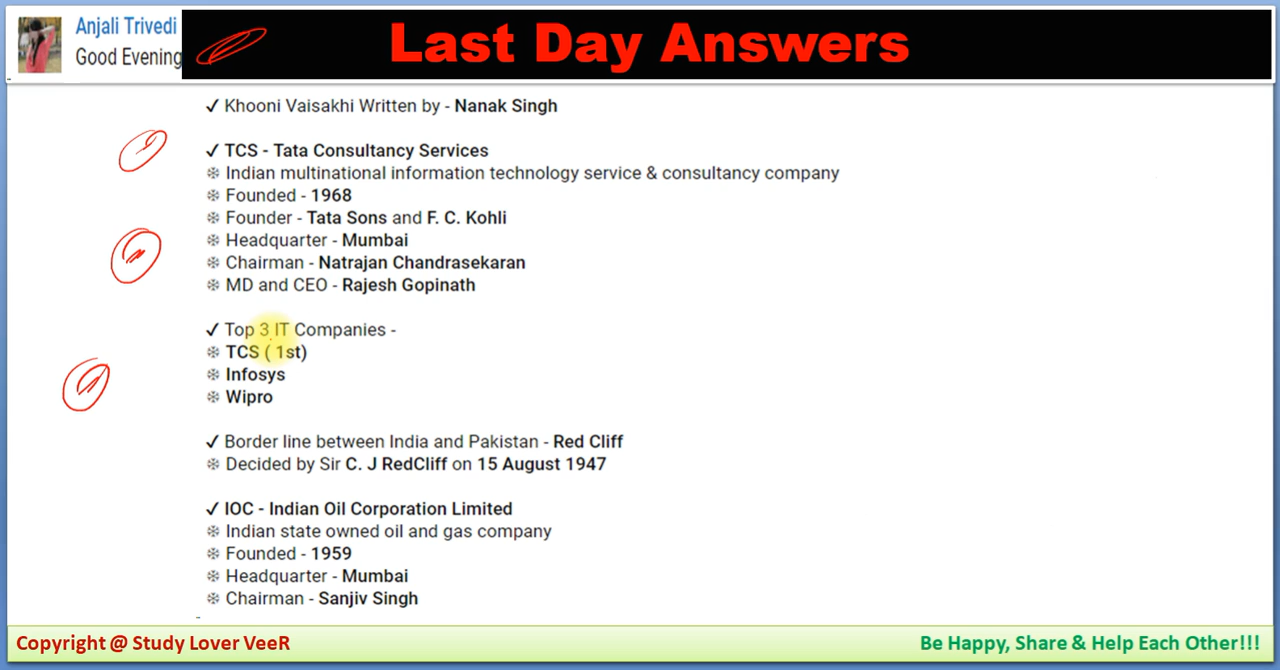 Anjali Trivedi
Good Evening
Last Day Answers
✓ Khooni Vaisakhi Written by - Nanak Singh
✓ TCS - Tata Consultancy Services
❄ Indian multinational information technology service & consultancy company
❄ Founded - 1968
❄ Founder - Tata Sons and F. C. Kohli
❄ Headquarter - Mumbai
❄ Chairman - Natrajan Chandrasekaran
❄ MD and CEO - Rajesh Gopinath
✓ Top 3 IT Companies -
❄ TCS ( 1st)
❄ Infosys
❄ Wipro
✓ Border line between India and Pakistan - Red Cliff
❄ Decided by Sir C. J RedCliff on 15 August 1947
✓ IOC - Indian Oil Corporation Limited
❄ Indian state owned oil and gas company
❄ Founded - 1959
❄ Headquarter - Mumbai
❄ Chairman - Sanjiv Singh
Copyright @ Study Lover VeeR
Be Happy, Share & Help Each Other!!!